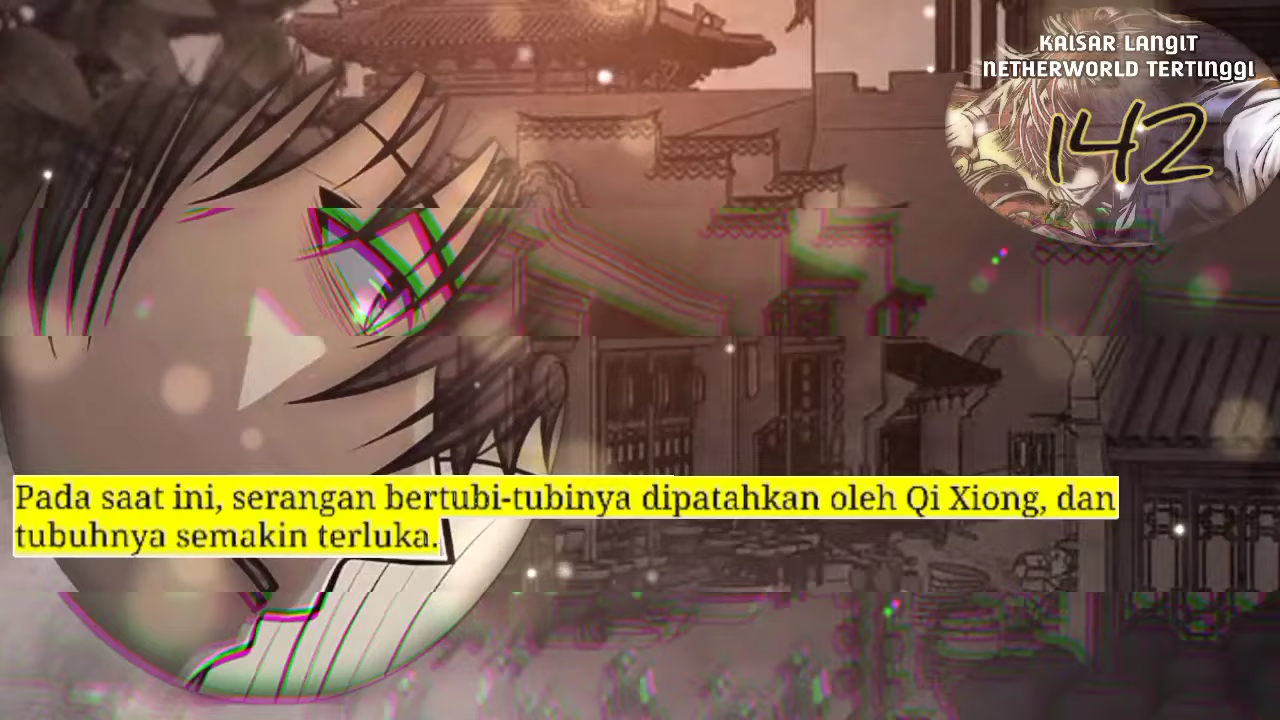 KAISAR LANGIT
NETHERWORLD TERTINGGI
142
Pada saat ini, serangan bertubi-tubinya dipatahkan oleh Qi Xiong, dan
tubuhnya semakin terluka.